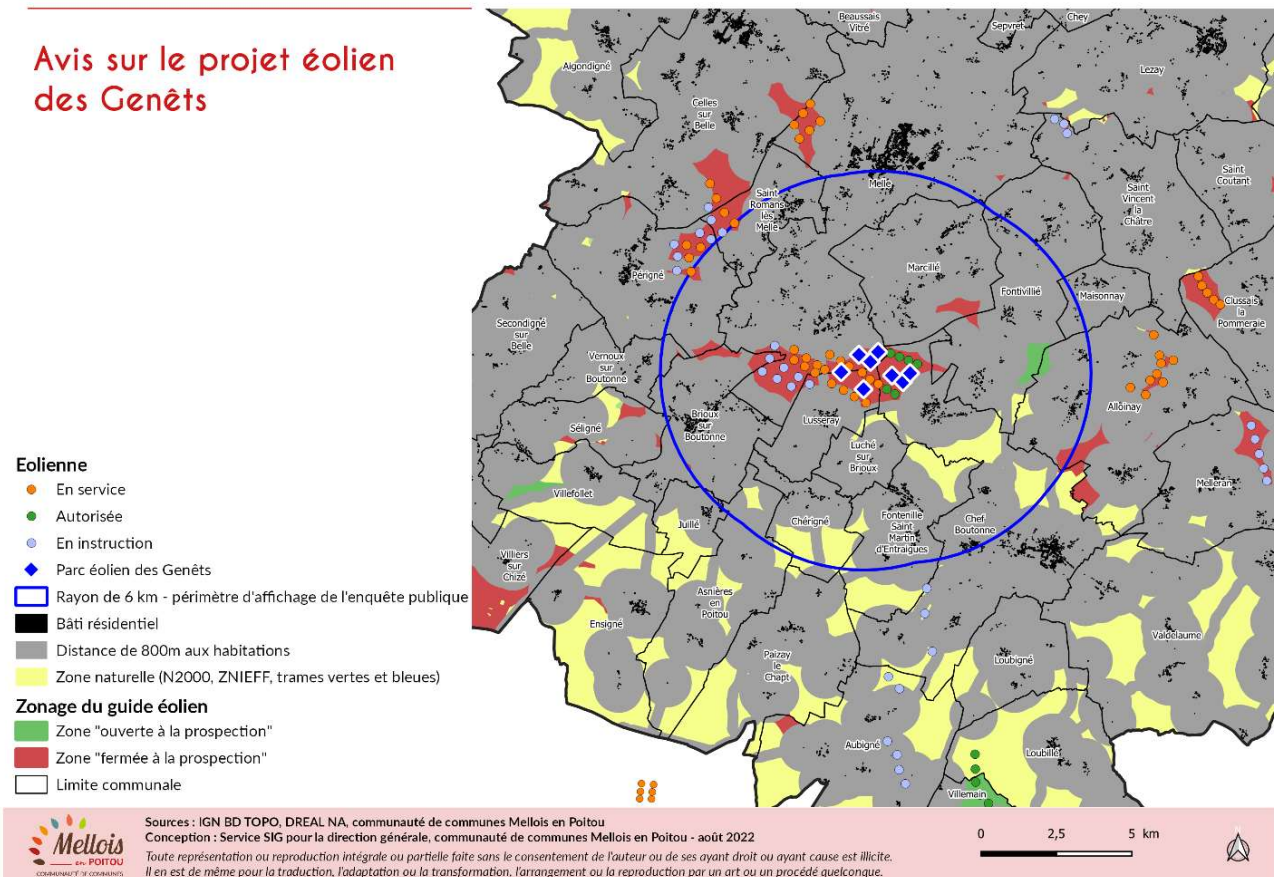 Avis sur le projet éolien
des Genêts
Beaussais
Vitré
Sepvret
Chey
Aigondigné
Lezay
Celles
sur
Belle
Melle
Saint
Romans
lès
Melle
Saint
Vincent
la
Châtre
Saint
Coutant
Marcillé
Périgné
Fontivillié
Maisonnay
Clussais
la
Pommeraie
Secondigné
sur
Belle
Vernoux
sur
Boutonne
Alloinay
Brioux
sur
Boutonne
Lusseray
Séligné
Luché
sur
Brioux
Melleran
Villefollet
Juillé
Chérigné
Fontenille
Saint
Martin
d'Entraigues
Chef
Boutonne
Villiers
sur
Chizé
Asnières
en
Poitou
Ensigné
Valdelaume
Paizay
le
Chapt
Loubigné
Aubigné
Loubillé
Villemain
Eolienne
En service
Autorisée
En instruction
Parc éolien des Genêts
Rayon de 6 km - périmètre d'affichage de l'enquête publique
Bâti résidentiel
Distance de 800m aux habitations
Zone naturelle (N2000, ZNIEFF, trames vertes et bleues)
Zonage du guide éolien
Zone "ouverte à la prospection"
Zone "fermée à la prospection"
Limite communale
Mellois
en POITOU
COMMUNAUTÉ DE COMMUNES
Sources : IGN BD TOPO, DREAL NA, communauté de communes Mellois en Poitou
Conception : Service SIG pour la direction générale, communauté de communes Mellois en Poitou - août 2022
Toute représentation ou reproduction intégrale ou partielle faite sans le consentement de l'auteur ou de ses ayant droit ou ayant cause est illicite.
Il en est de même pour la traduction, l'adaptation ou la transformation, l'arrangement ou la reproduction par un art ou un procédé quelconque.
0 2,5 5 km